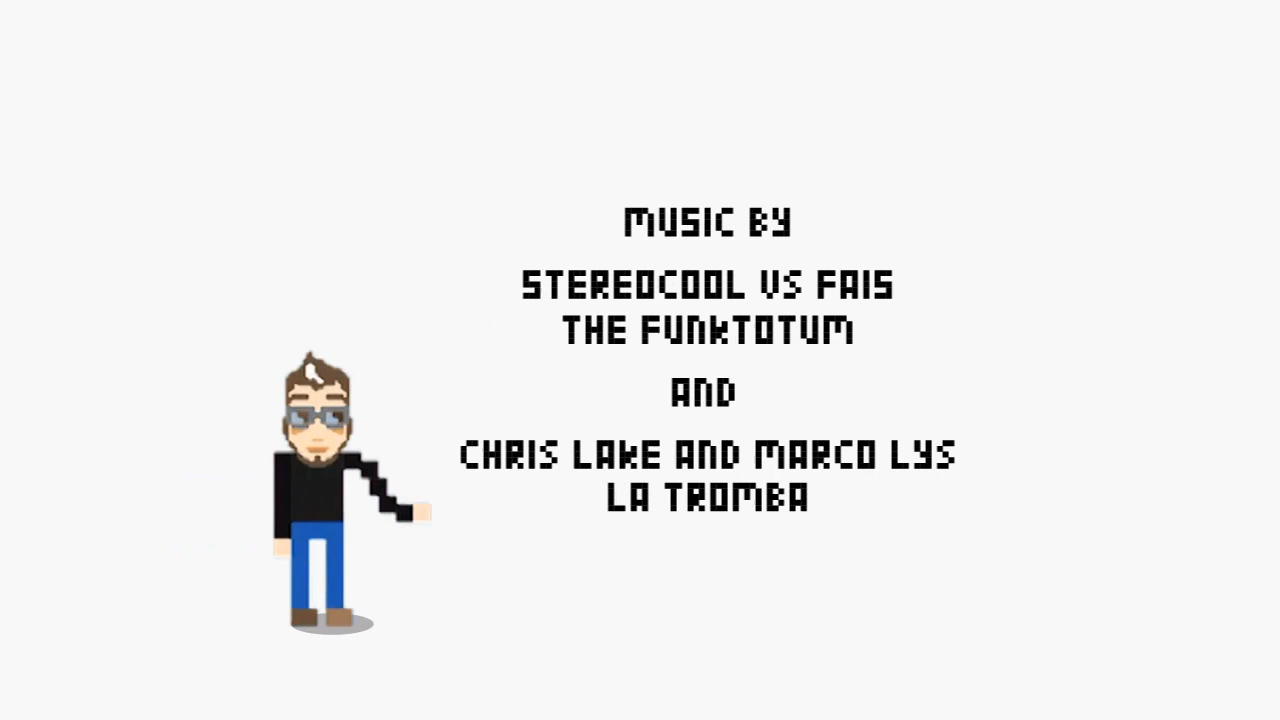 MUSIC BY
STEREOCOOL VS FAIS
THE FUNKTOTUM
AND
CHRIS LAKE AND MARCO LYS
LA TROMBA